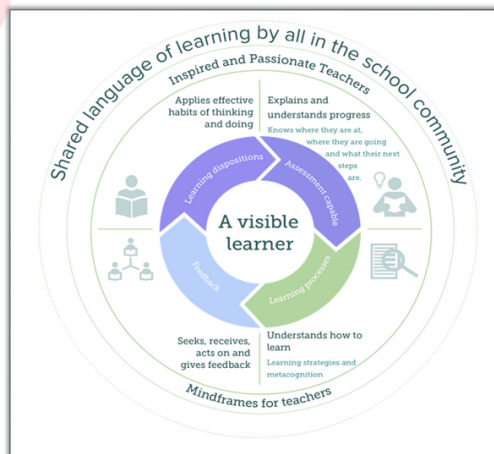 Shared language of learning by all in the school community
Inspired and Passionate Teachers
Applies effective
habits of thinking
and doing
Explains and
understands progress
Knows where they are at,
where they are going
and what their next
steps
are.
Learning dispositions
Assessment capable
A visible
learner
Feedback
Learning processes
Seeks, receives,
acts on and
gives feedback
Understands how to
learn
Learning strategies and
metacognition
Mindframes for teachers